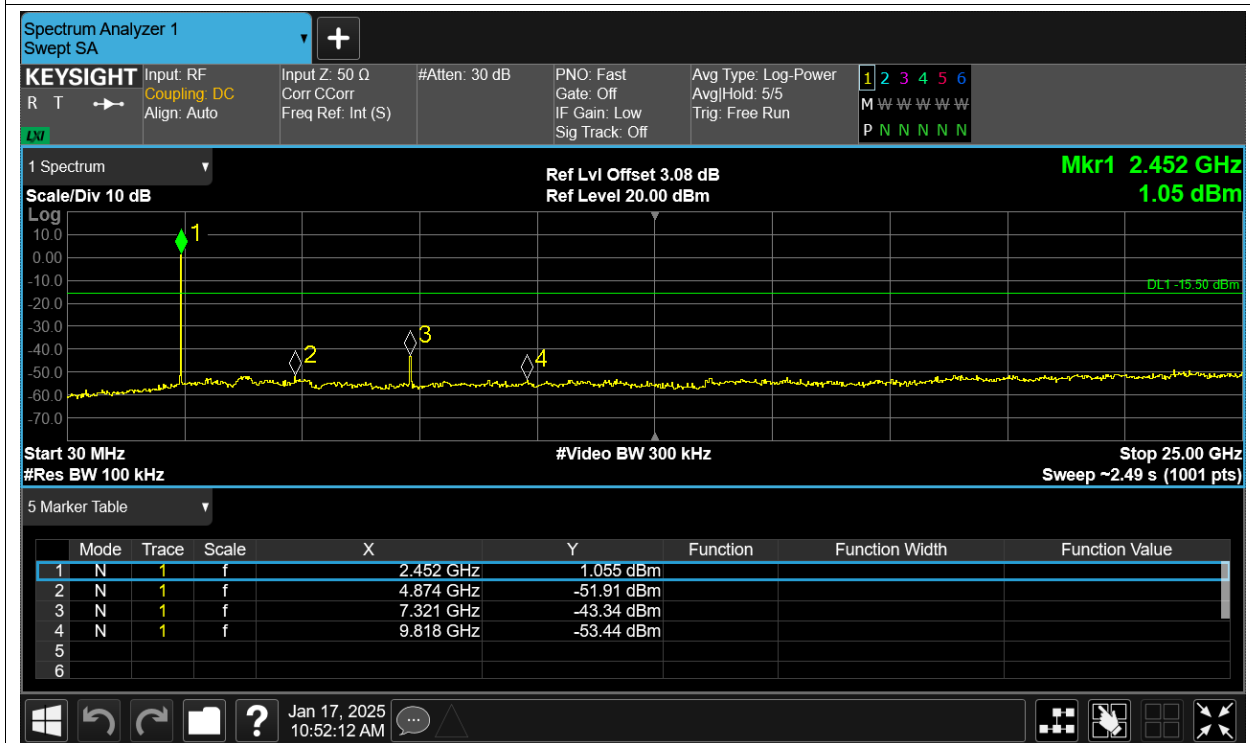 Spectrum Analyzer 1
Swept SA
+
KEYSIGHT
R T
LXI
Input: RF
Coupling: DC
Align: Auto
Input Z: 50 Ω
Corr CCorr
Freq Ref: Int (S)
#Atten: 30 dB
PNO: Fast
Gate: Off
IF Gain: Low
Sig Track: Off
Avg Type: Log-Power
Avg|Hold: 5/5
Trig: Free Run
1 2 3 4 5 6
M W W W W W
P N N N N N
1 Spectrum
Scale/Div 10 dB
Log
Ref Lvl Offset 3.08 dB
Ref Level 20.00 dBm
Mkr1 2.452 GHz
1.05 dBm
10.0
0.00
-10.0
-20.0
-30.0
-40.0
-50.0
-60.0
-70.0
1
2
3
4
DL1 -15.50 dBm
Start 30 MHz
#Res BW 100 kHz
#Video BW 300 kHz
Stop 25.00 GHz
Sweep ~2.49 s (1001 pts)
5 Marker Table
Mode Trace Scale X Y Function Function Width Function Value
1 N 1 f 2.452 GHz 1.055 dBm
2 N 1 f 4.874 GHz -51.91 dBm
3 N 1 f 7.321 GHz -43.34 dBm
4 N 1 f 9.818 GHz -53.44 dBm
5
6
?
Jan 17, 2025
10:52:12 AM